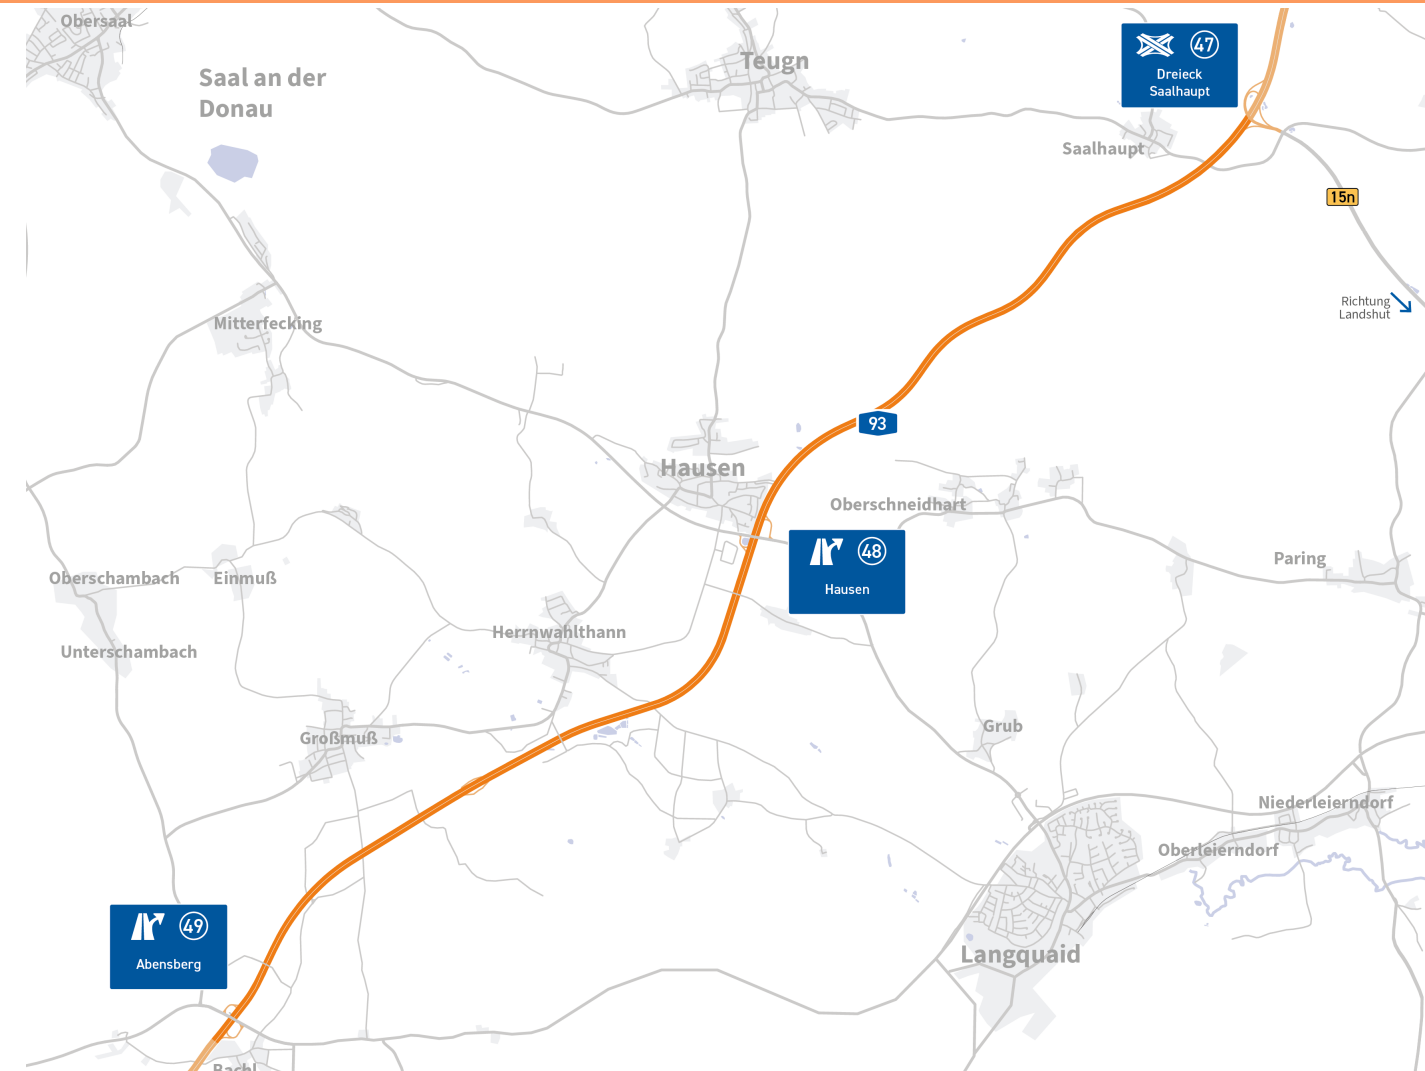 Obersaal
Saal an der
Donau
Teugn
47
Dreieck
Saalhaupt
Saalhaupt
15n
Richtung
Landshut
Mitterfecking
93
Hausen
Oberschneidhart
48
Hausen
Paring
Oberschambach
Einmuß
Herrnwahlthann
Unterschambach
Grub
Großmuß
Niederleierndorf
Oberleierndorf
49
Abensberg
Langquaid
Bachl